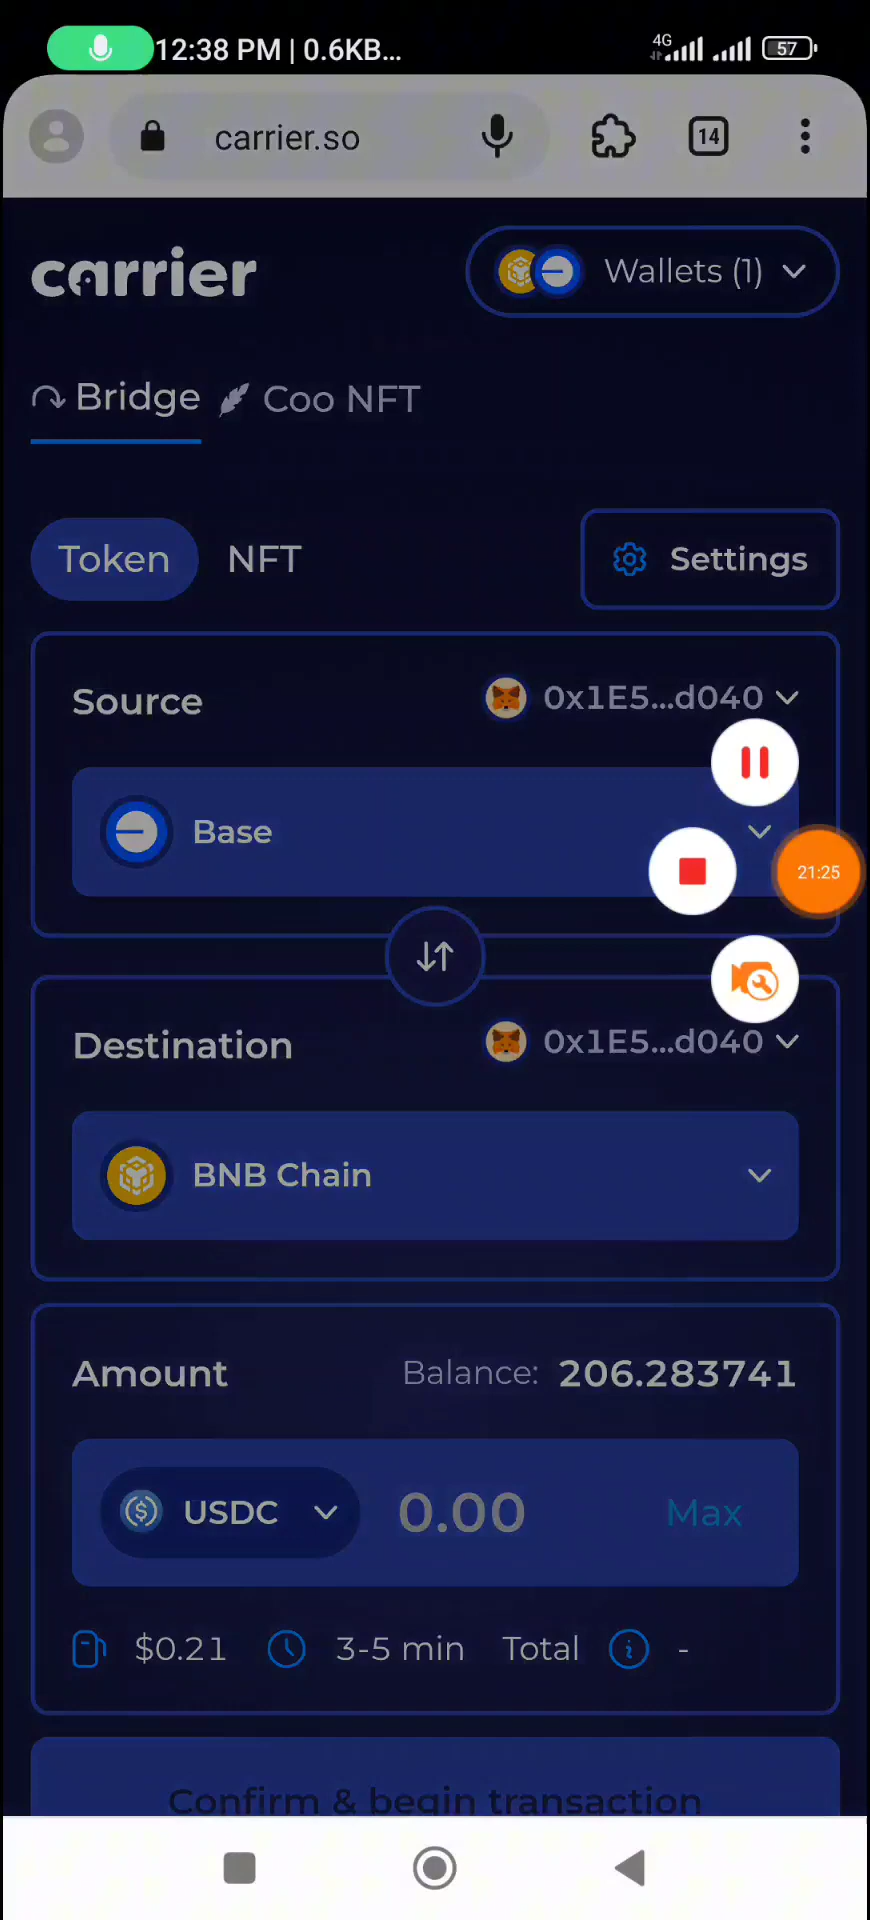 12:38 PM | 0.6KB...
4G
57
carrier.so
14
carrier
Wallets (1)
Bridge
Coo NFT
Token
NFT
Settings
Source
0x1E5...d040
Base
21:25
Destination
0x1E5...d040
BNB Chain
Amount
Balance: 206.283741
USDC
0.00
Max
$0.21
3-5 min
Total
-
Confirm & begin transaction